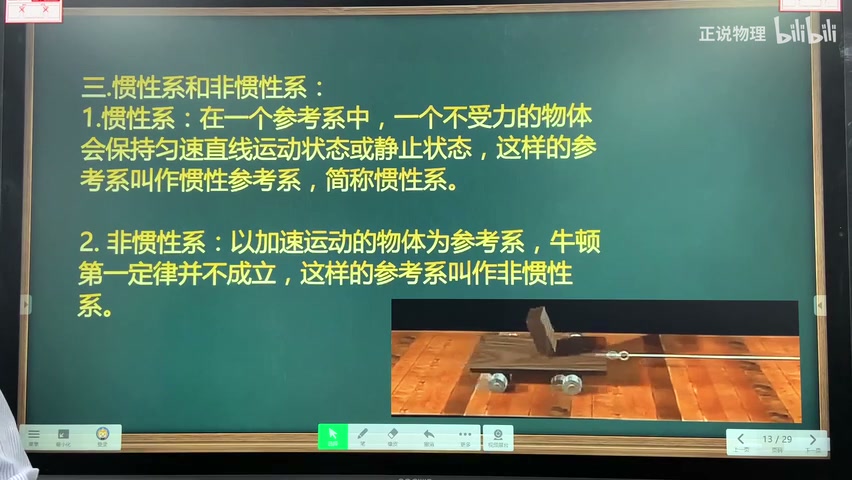 正说物理 bilibili
三.惯性系和非惯性系：
1.惯性系：在一个参考系中，一个不受力的物体
会保持匀速直线运动状态或静止状态，这样的参
考系叫作惯性参考系，简称惯性系。
2. 非惯性系：以加速运动的物体为参考系，牛顿
第一定律并不成立，这样的参考系叫作非惯性
系。
13 / 29